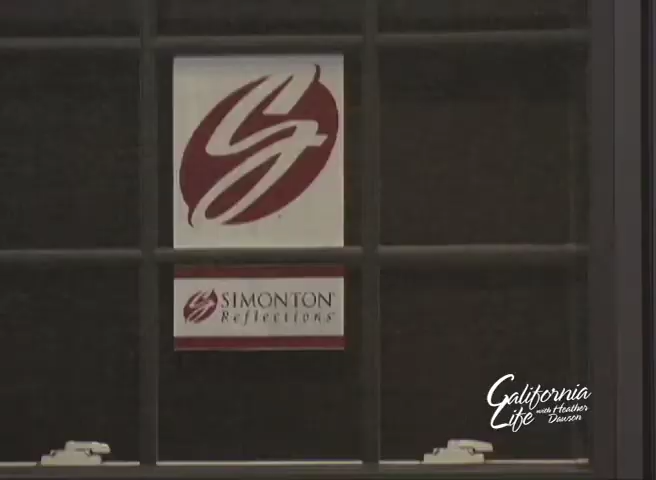 SIMONTON
Reflections
California
Life with Heather
Dawson